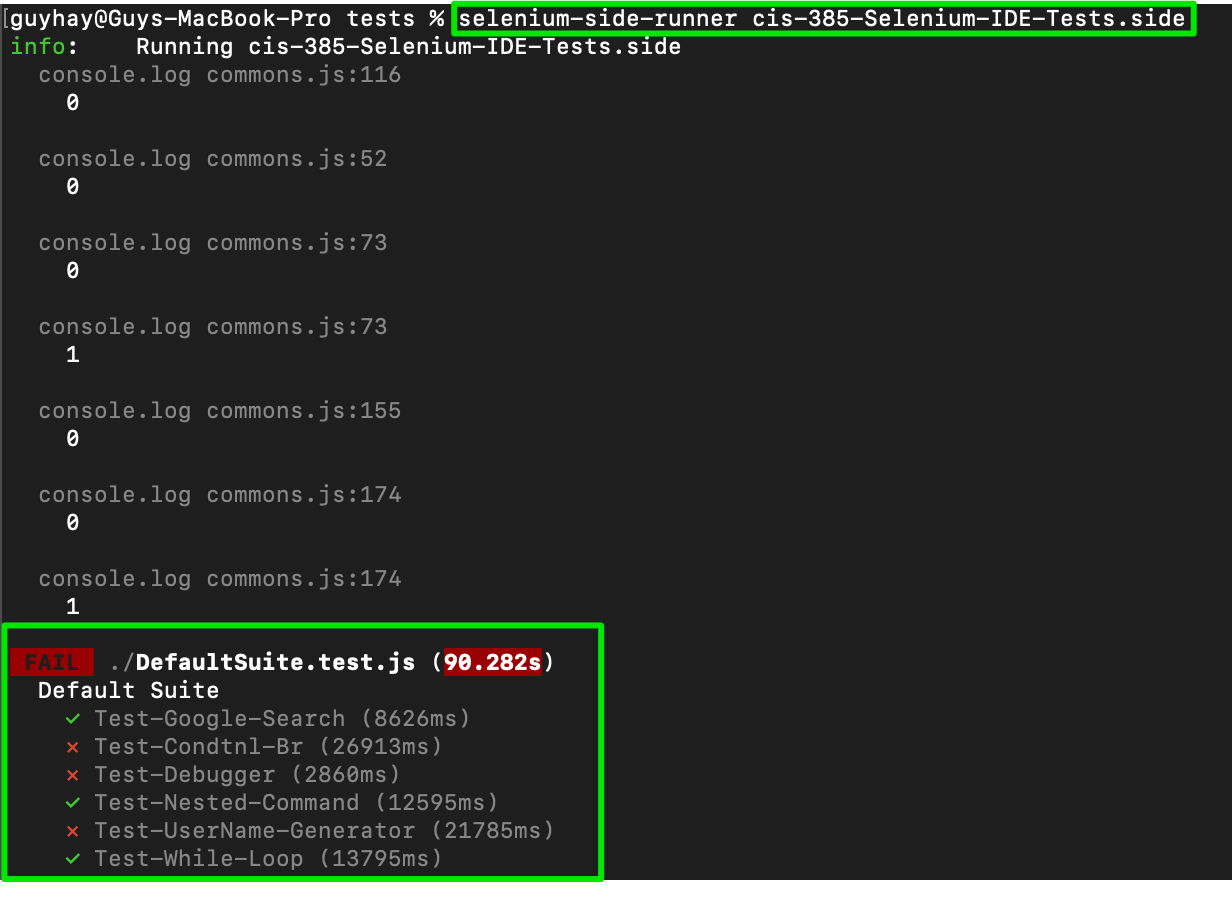 [guyhay@Guys-MacBook-Pro tests % selenium-side-runner cis-385-Selenium-IDE-Tests.side
info: Running cis-385-Selenium-IDE-Tests.side
console.log commons.js:116
0
console.log commons.js:52
0
console.log commons.js:73
0
console.log commons.js:73
1
console.log commons.js:155
0
console.log commons.js:174
0
console.log commons.js:174
1
FAIL ./DefaultSuite.test.js (90.282s)
Default Suite
✓ Test-Google-Search (8626ms)
✕ Test-Condtnl-Br (26913ms)
✕ Test-Debugger (2860ms)
✓ Test-Nested-Command (12595ms)
✕ Test-UserName-Generator (21785ms)
✓ Test-While-Loop (13795ms)